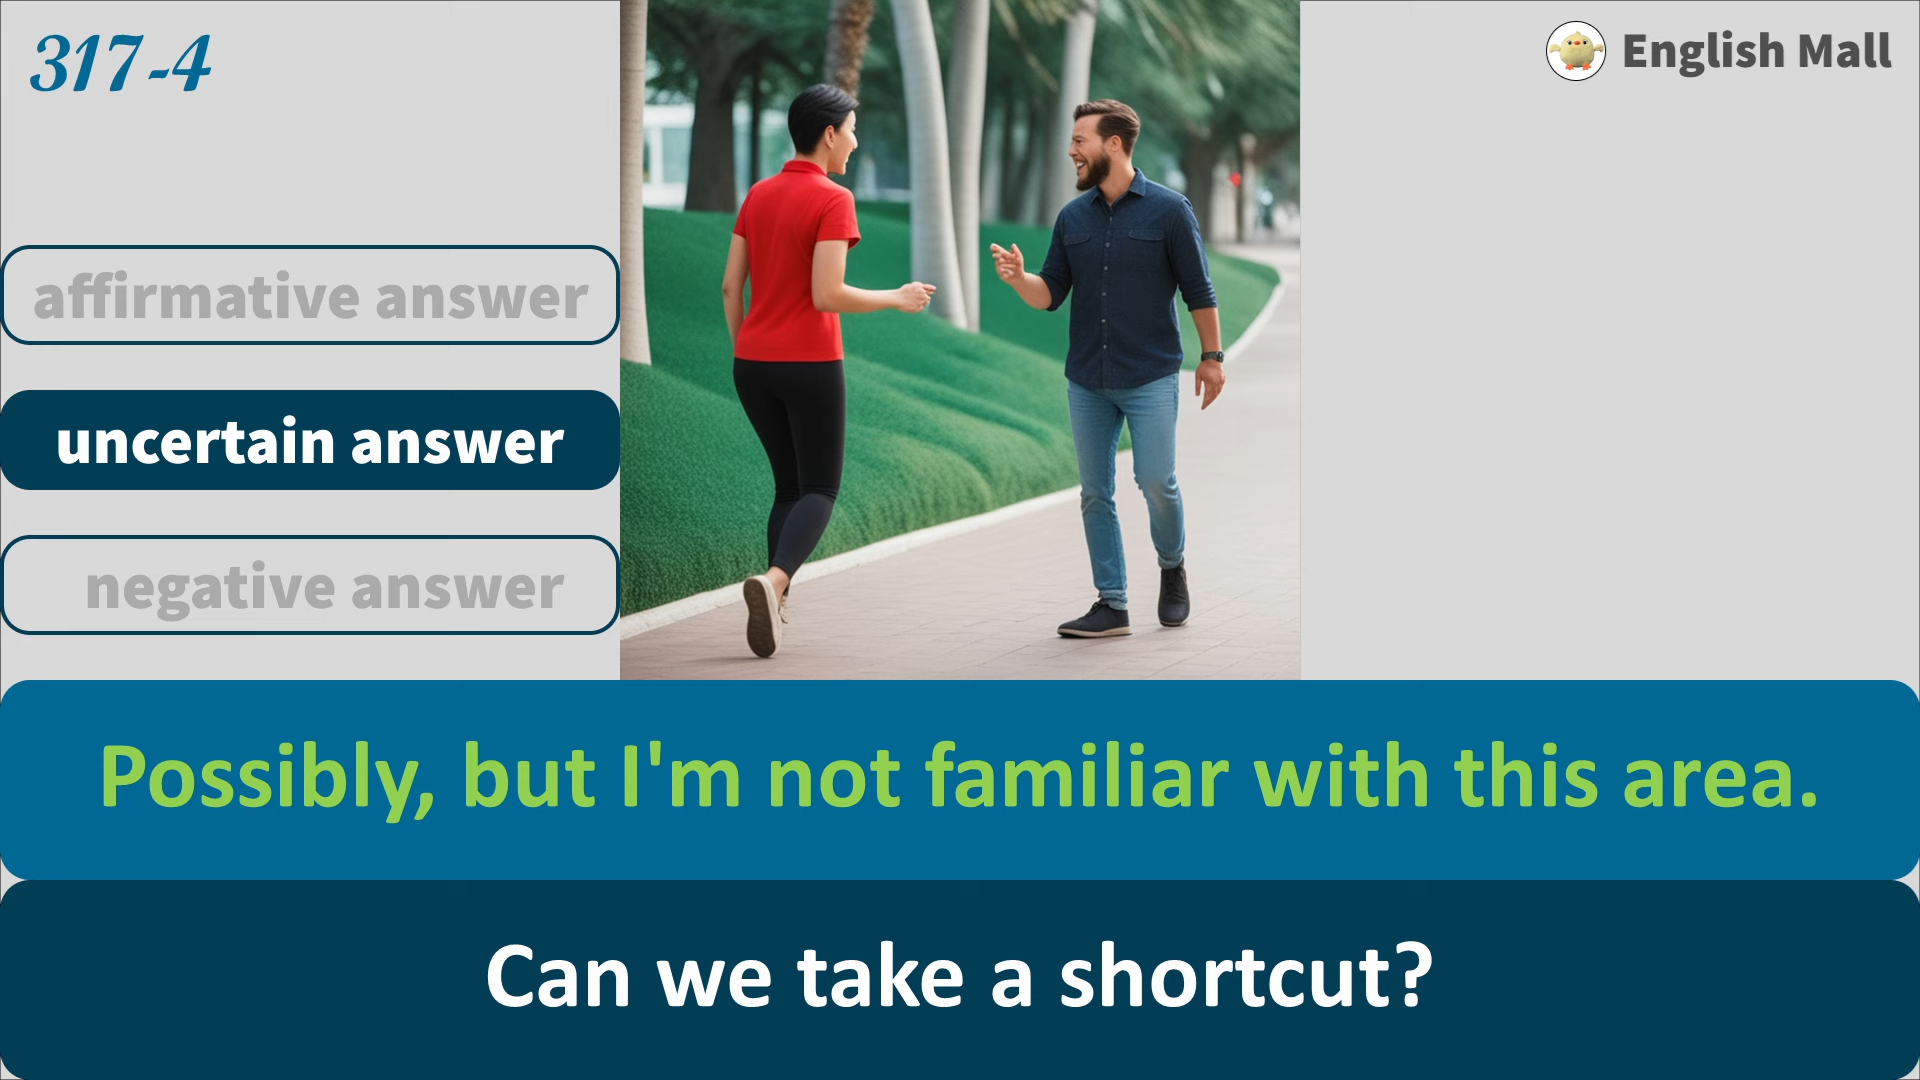 317-4
English Mall
affirmative answer
uncertain answer
negative answer
Possibly, but I'm not familiar with this area.
Can we take a shortcut?